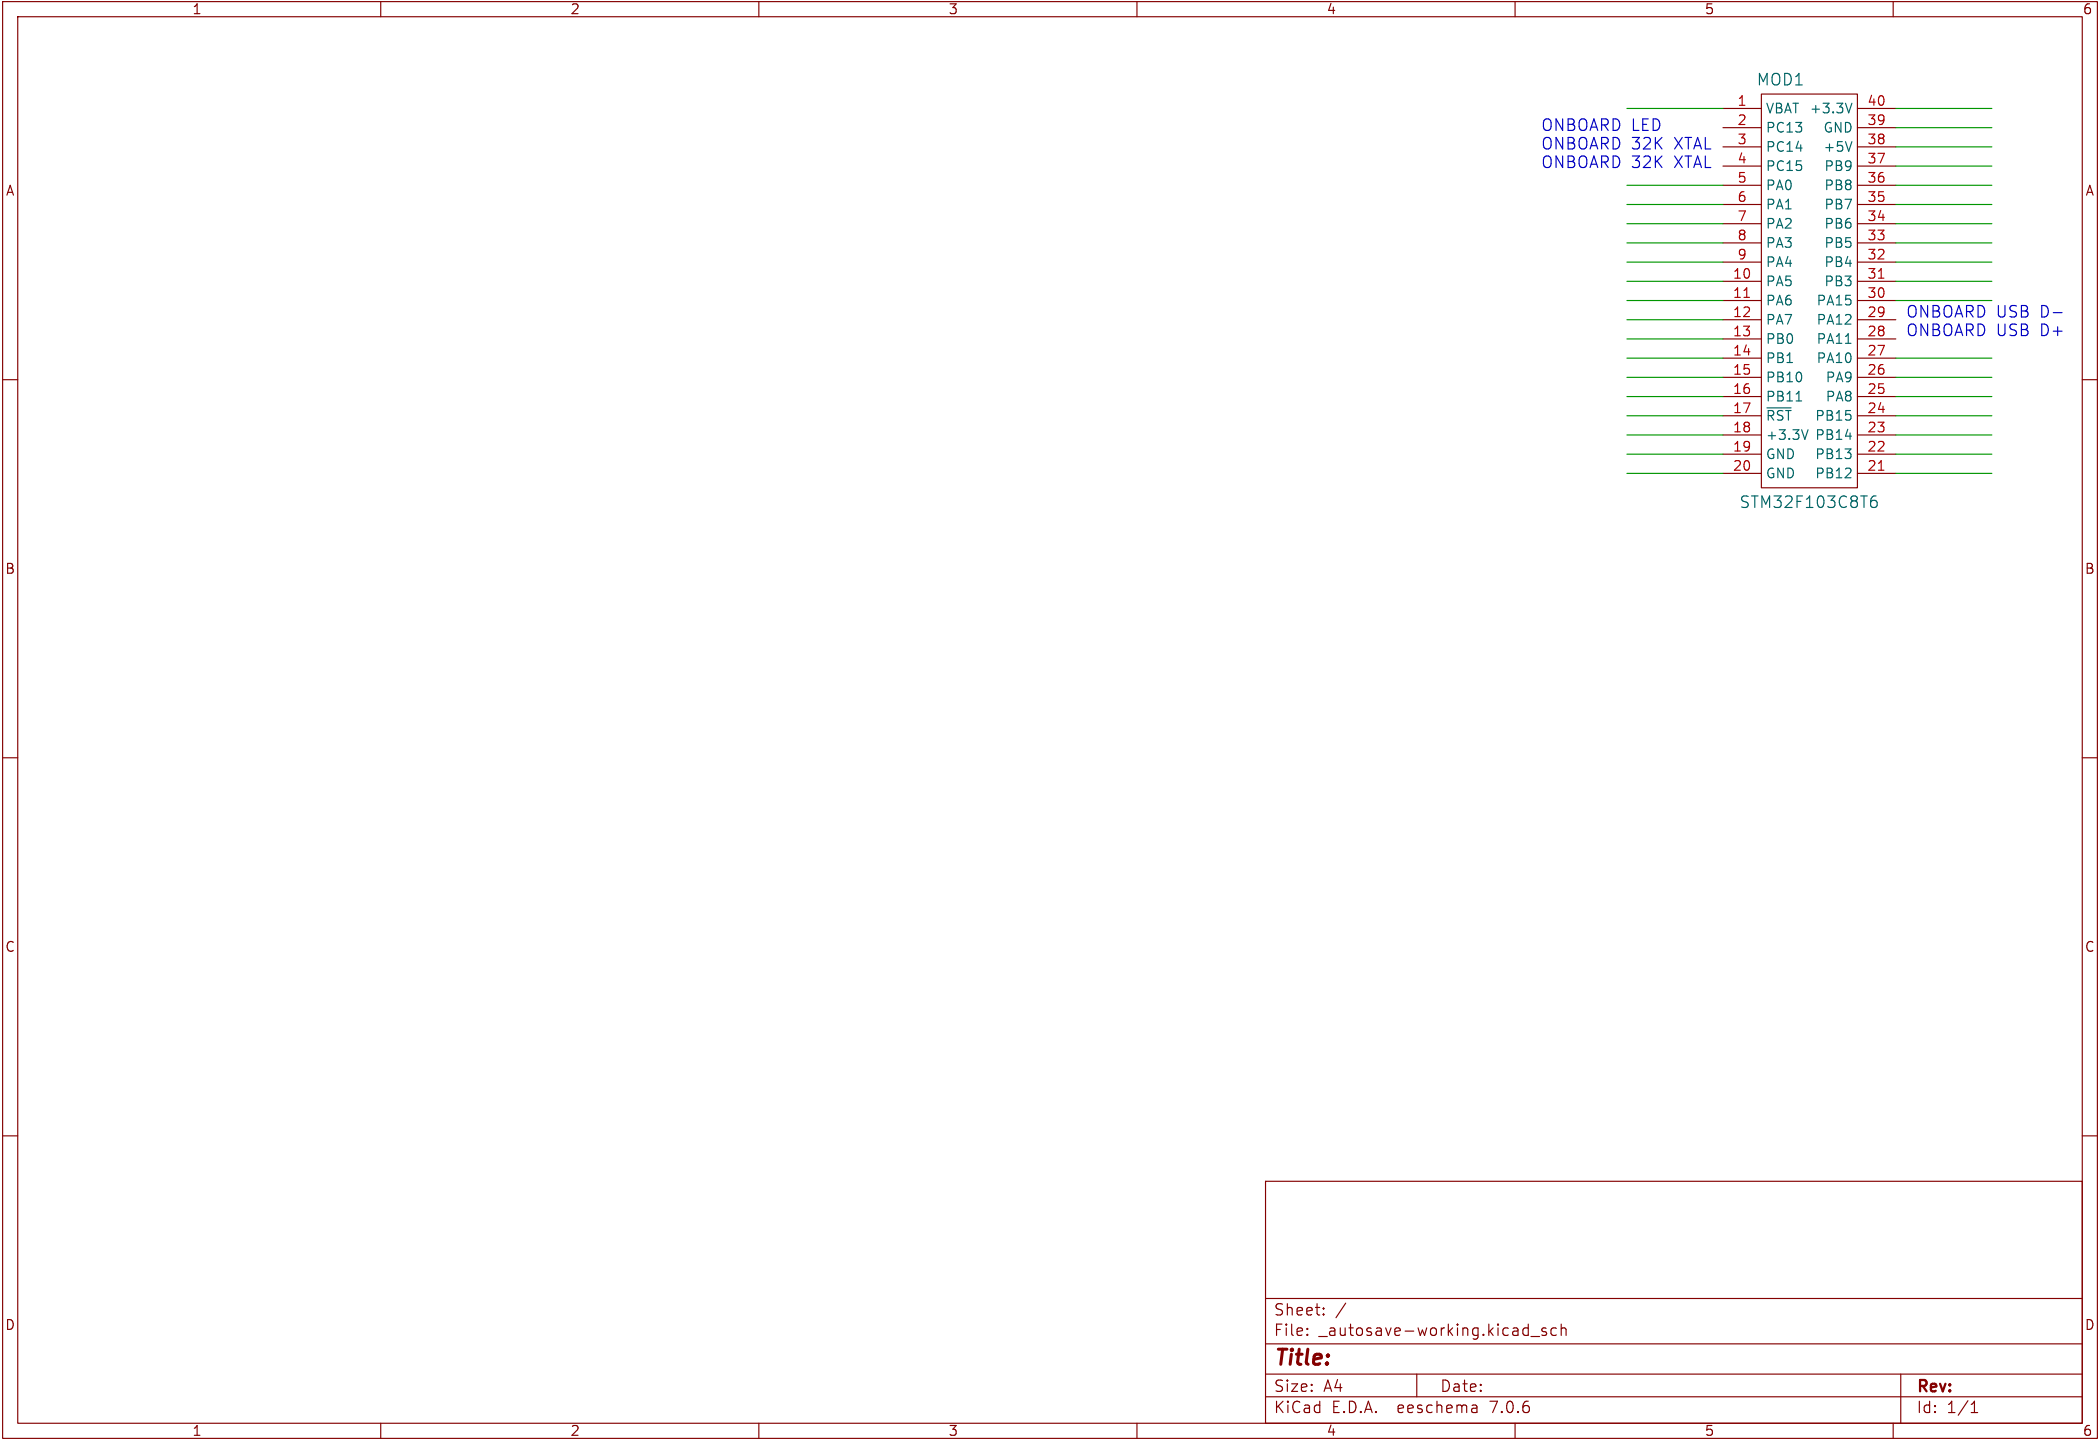 1 2 3 4 5 6
MOD1
1 VBAT +3.3V 40
ONBOARD LED 2 PC13 GND 39
ONBOARD 32K XTAL 3 PC14 +5V 38
ONBOARD 32K XTAL 4 PC15 PB9 37
A 5 PA0 PB8 36 A
6 PA1 PB7 35
7 PA2 PB6 34
8 PA3 PB5 33
9 PA4 PB4 32
10 PA5 PB3 31
11 PA6 PA15 30
12 PA7 PA12 29 ONBOARD USB D-
13 PB0 PA11 28 ONBOARD USB D+
14 PB1 PA10 27
15 PB10 PA9 26
16 PB11 PA8 25
17 RST PB15 24
18 +3.3V PB14 23
19 GND PB13 22
20 GND PB12 21
STM32F103C8T6
B B
C C
Sheet: /
D File: _autosave-working.kicad_sch D
Title:
Size: A4 Date: Rev:
KiCad E.D.A. eeschema 7.0.6 Id: 1/1
1 2 3 4 5 6